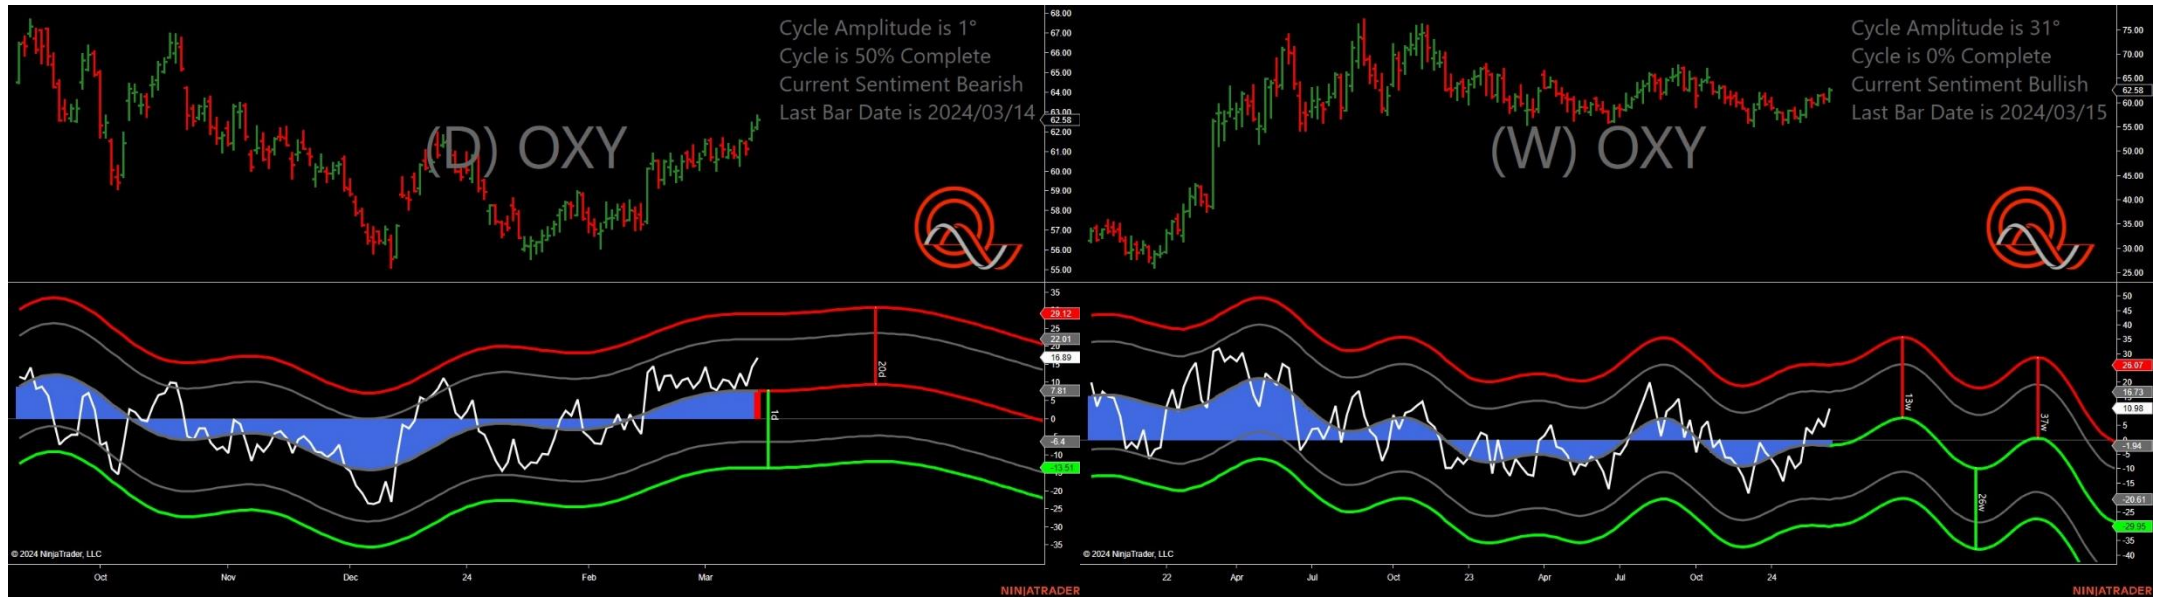 Cycle Amplitude is 1°
Cycle is 50% Complete
Current Sentiment Bearish
Last Bar Date is 2024/03/14
(D) OXY
68.00
67.00
66.00
65.00
64.00
63.00
62.58
62.00
61.00
60.00
59.00
58.00
57.00
56.00
55.00
35
29.12
25
22.01
20
16.89
15
10
7.81
5
0
-5
-6.4
-10
-13.51
-20
-25
-30
-35
20d
1d
© 2024 NinjaTrader, LLC
Oct
Nov
Dec
24
Feb
Mar
NINJATRADER
Cycle Amplitude is 31°
Cycle is 0% Complete
Current Sentiment Bullish
Last Bar Date is 2024/03/15
(W) OXY
75.00
70.00
65.00
62.58
60.00
55.00
50.00
45.00
40.00
35.00
30.00
25.00
50
45
40
35
30
26.07
20
16.73
10.98
5
0
-1.94
-5
-10
-15
-20.61
-29.95
-35
-40
13w
26w
37w
© 2024 NinjaTrader, LLC
22
Apr
Jul
Oct
23
Apr
Jul
Oct
24
NINJATRADER